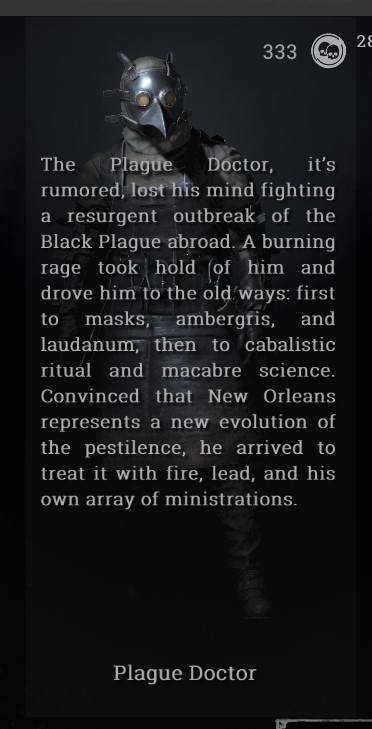 333
28
The Plague Doctor, it's
rumored, lost his mind fighting
a resurgent outbreak of the
Black Plague abroad. A burning
rage took hold of him and
drove him to the old ways: first
to masks, ambergris, and
laudanum, then to cabalistic
ritual and macabre science.
Convinced that New Orleans
represents a new evolution of
the pestilence, he arrived to
treat it with fire, lead, and his
own array of ministrations.
Plague Doctor